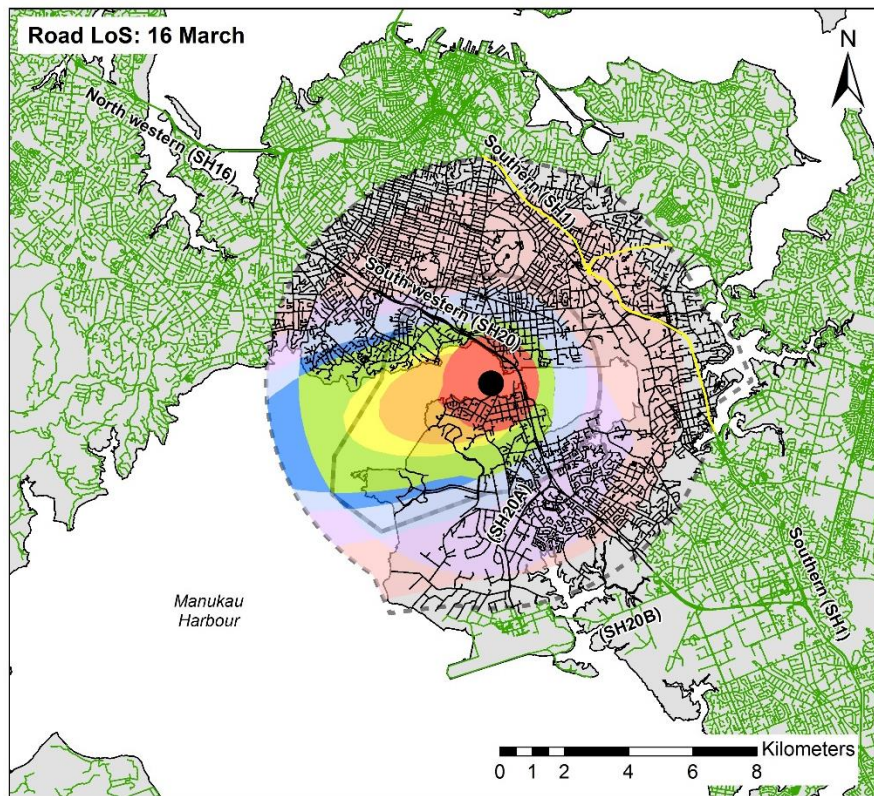 Road LoS: 16 March
N
North western (SH16)
Southern (SH1)
South-western (SH20)
(SH20A)
Manukau
Harbour
(SH20B)
Southern (SH1)
Kilometers
0 1 2 4 6 8